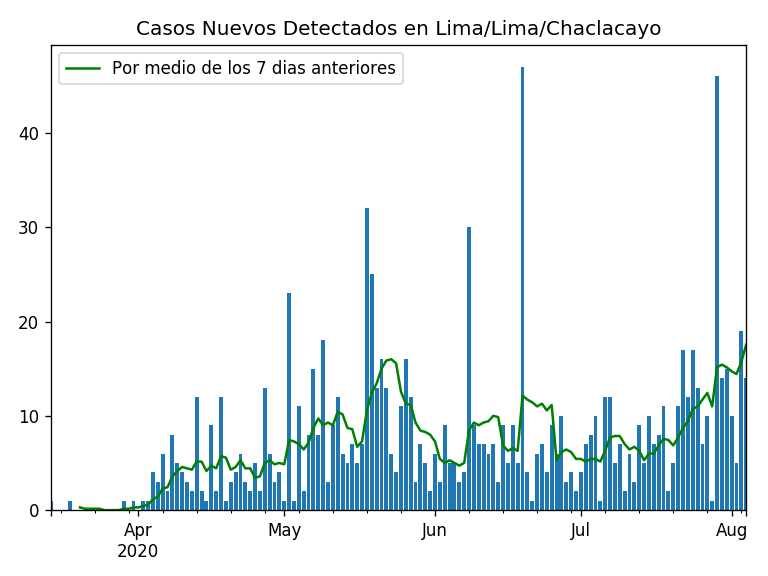 Casos Nuevos Detectados en Lima/Lima/Chaclacayo
Por medio de los 7 dias anteriores
40
30
20
10
0
Apr
2020
May
Jun
Jul
Aug